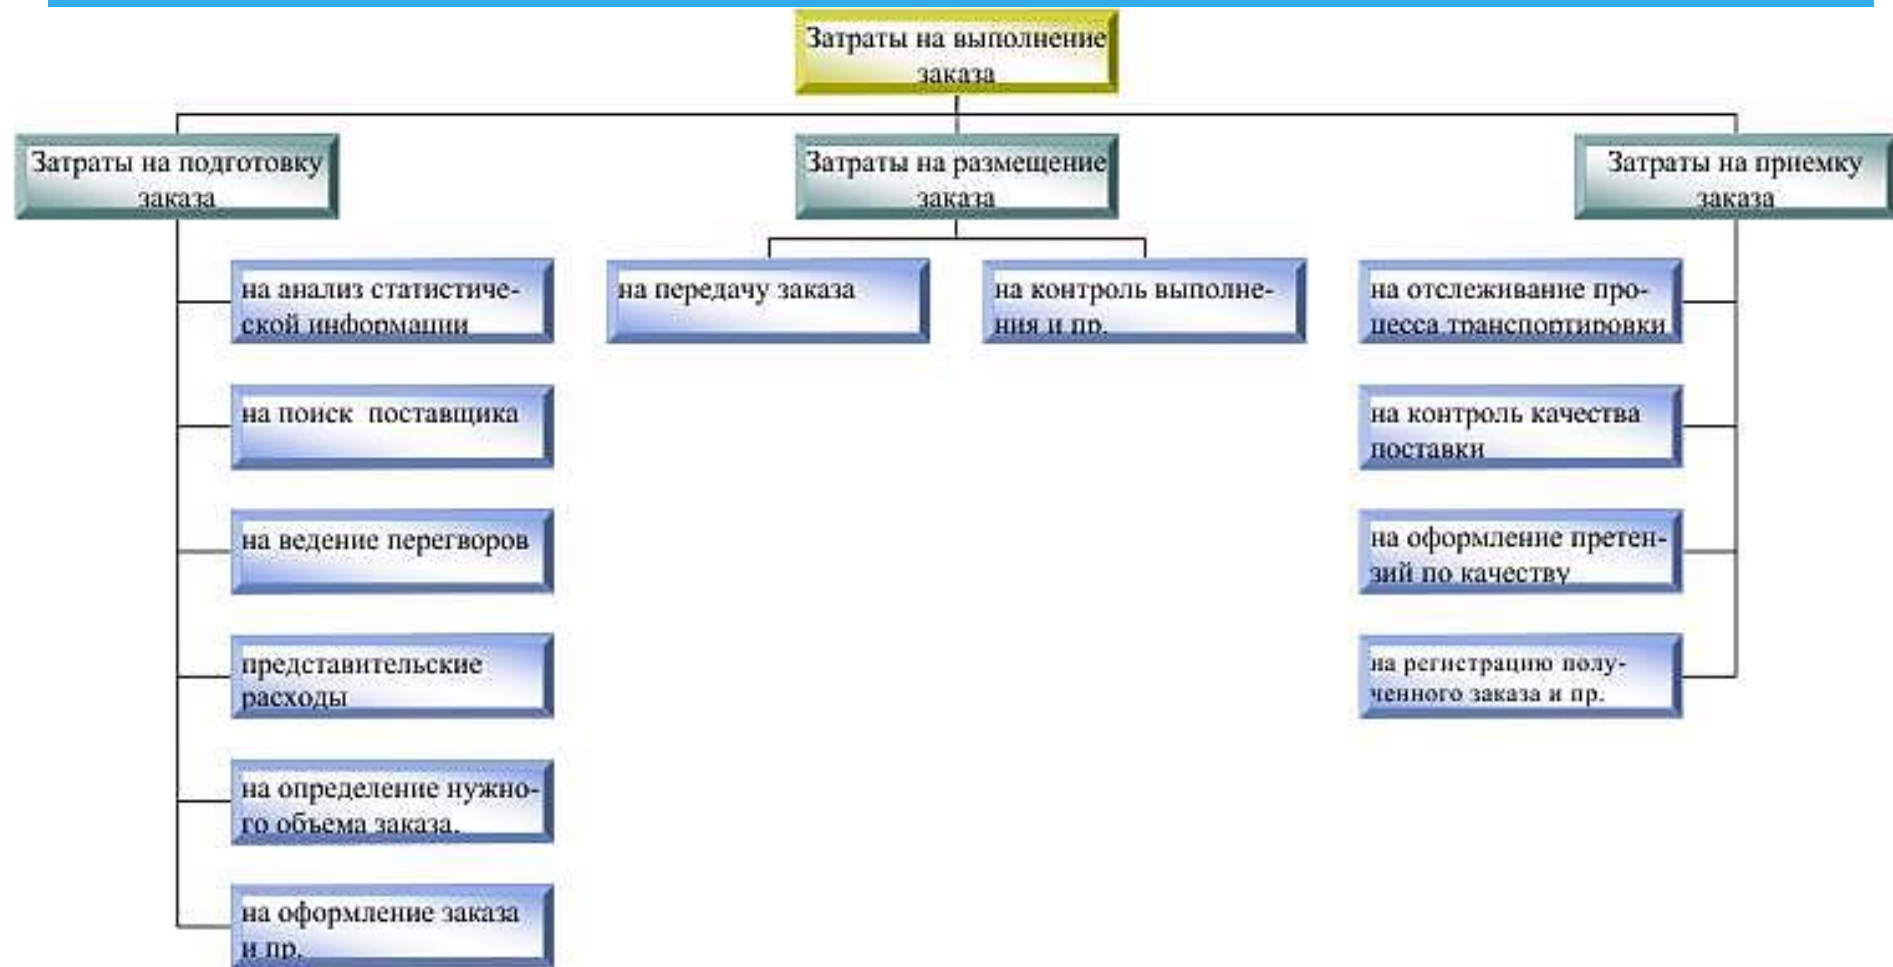 Затраты на выполнение
заказа
Затраты на подготовку
заказа
Затраты на размещение
заказа
Затраты на приемку
заказа
на анализ статистиче-
ской информации
на поиск поставщика
на ведение перегворов
представительские
расходы
на определение нужно-
го объема заказа.
на оформление заказа
и пр.
на передачу заказа
на контроль выполне-
ния и пр.
на отслеживание про-
цесса транспортировки
на контроль качества
поставки
на оформление претен-
зий по качеству
на регистрацию полу-
ченного заказа и пр.